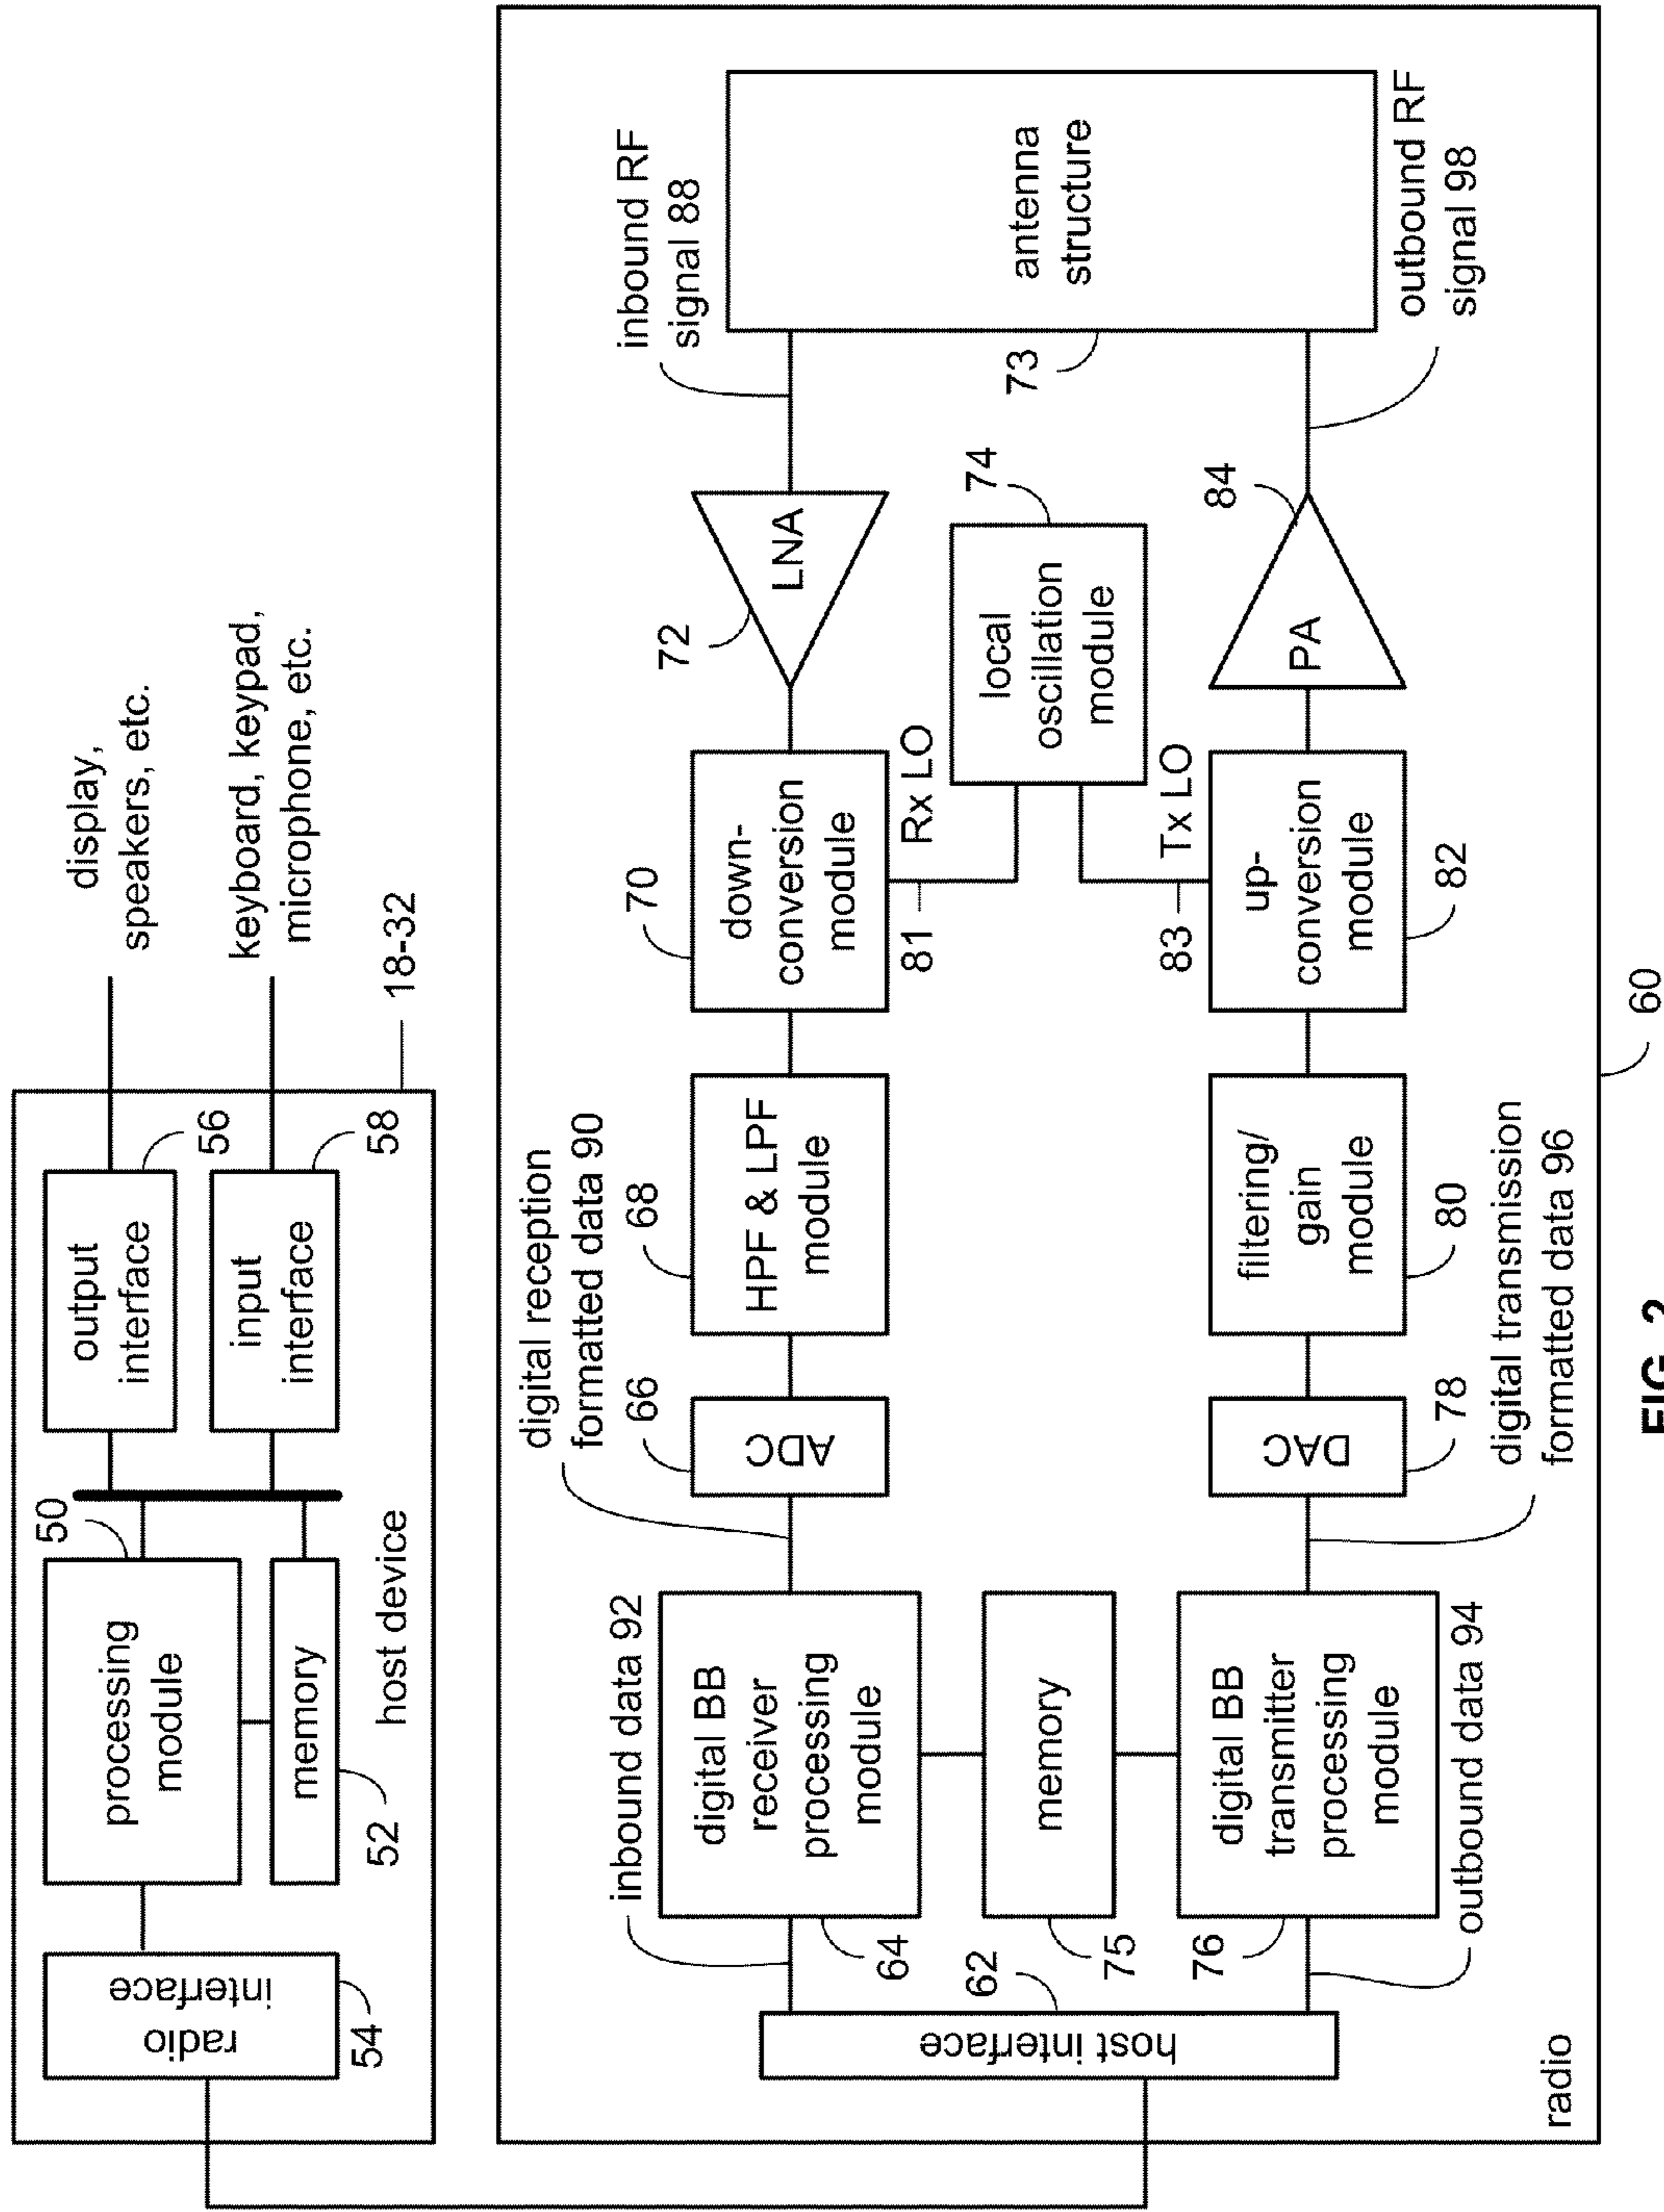 display,
speakers, etc.
keyboard, keypad,
microphone, etc.
18-32
output
interface
56
input
interface
58
50
processing
module
memory
52
host device
radio
interface
54
inbound RF
signal 88
antenna
structure
73
outbound RF
signal 98
LNA
72
74
local
oscillation
module
84
PA
down-
conversion
module
70
Rx LO
81
Tx LO
83
up-
conversion
module
82
HPF & LPF
module
68
filtering/
gain
module
80
digital reception
formatted data 90
ADC
66
DAC
78
digital transmission
formatted data 96
inbound data 92
digital BB
receiver
processing
module
64
memory
75
digital BB
transmitter
processing
module
76
outbound data 94
62
host interface
radio
60
FIG. 2